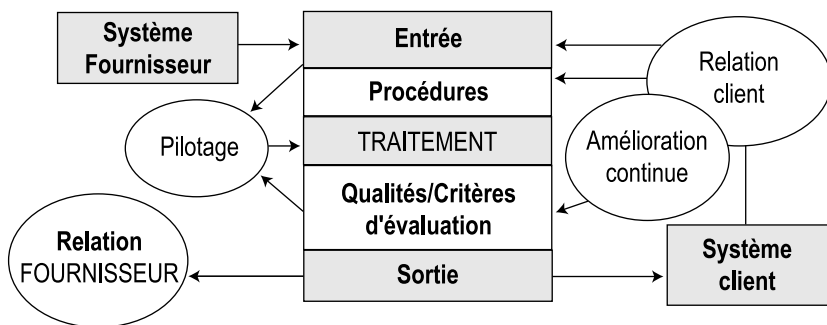 Système
Fournisseur
Entrée
Relation
client
Procédures
Pilotage
TRAITEMENT
Amélioration
continue
Qualités/Critères
d'évaluation
Relation
FOURNISSEUR
Sortie
Système
client